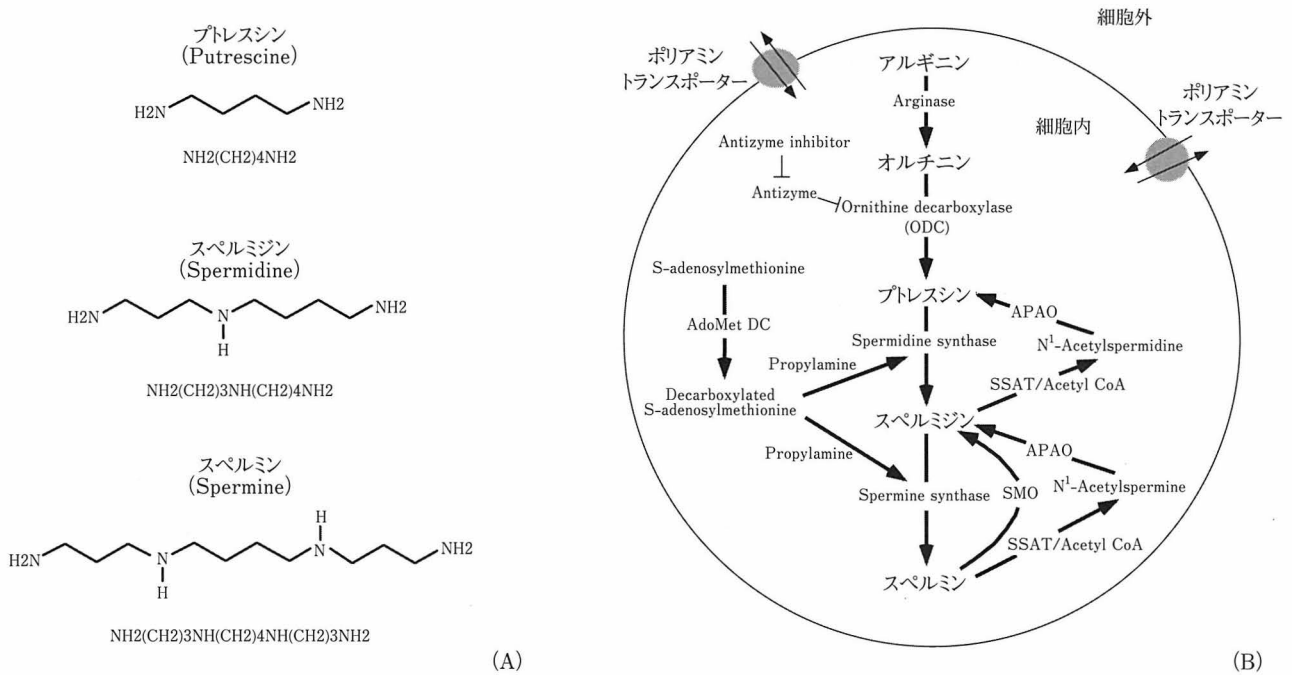 プトレスシン
(Putrescine)
H2N
NH2
NH2(CH2)4NH2
スペルミジン
(Spermidine)
H2N
N
H
NH2
NH2(CH2)3NH(CH2)4NH2
スペルミン
(Spermine)
H2N
N
H
H
N
NH2
NH2(CH2)3NH(CH2)4NH(CH2)3NH2
(A)
細胞外
ポリアミン
トランスポーター
ポリアミン
トランスポーター
細胞内
アルギニン
Arginase
オルチニン
Antizyme inhibitor
Antizyme
Ornithine decarboxylase
(ODC)
S-adenosylmethionine
AdoMet DC
Decarboxylated
S-adenosylmethionine
プトレスシン
APAO
Spermidine synthase
N¹-Acetylspermidine
Propylamine
SSAT/Acetyl CoA
スペルミジン
APAO
Propylamine
Spermine synthase
SMO
N¹-Acetylspermine
SSAT/Acetyl CoA
スペルミン
(B)